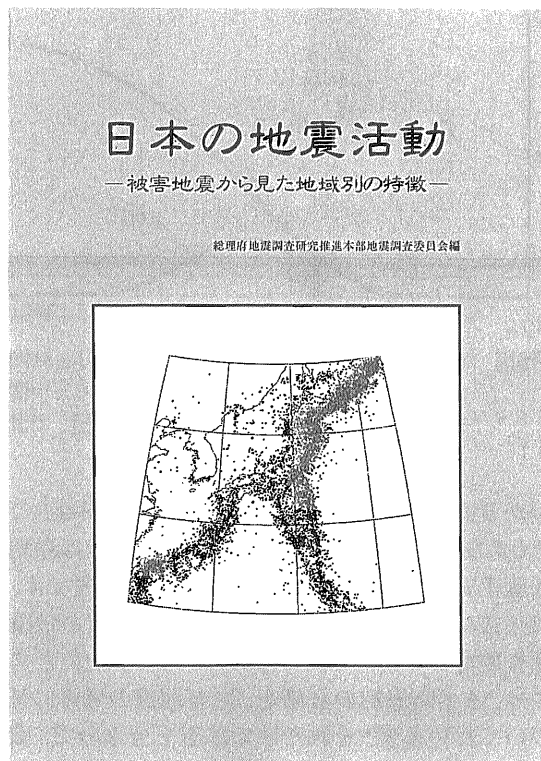 日本の地震活動
―被害地震から見た地域別の特徴―
総理府地震調査研究推進本部地震調査委員会編